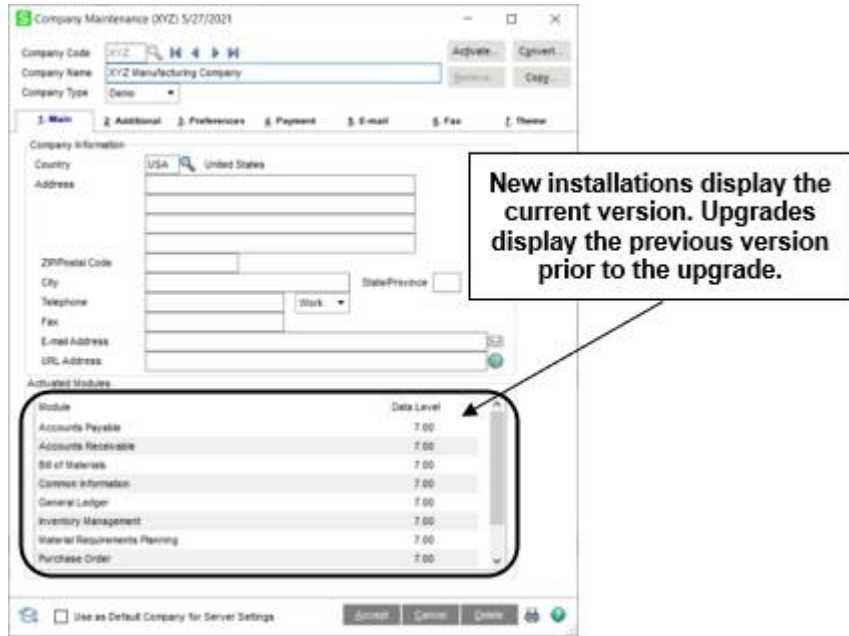 S Company Maintenance (XYZ) 5/27/2021
Company Code XYZ Activate... Convert...
Company Name XYZ Manufacturing Company Remove... Copy...
Company Type Demo
1. Main 2. Additional 3. Preferences 4. Payment 5. E-mail 6. Fax 7. Theme
Company Information
Country USA United States
Address
ZIP/Postal Code
City State/Province
Telephone Work
Fax
E-mail Address
URL Address
New installations display the
current version. Upgrades
display the previous version
prior to the upgrade.
Activated Modules
Module Data Level
Accounts Payable 7.00
Accounts Receivable 7.00
Bill of Materials 7.00
Common Information 7.00
General Ledger 7.00
Inventory Management 7.00
Material Requirements Planning 7.00
Purchase Order 7.00
Use as Default Company for Server Settings Accept Cancel Delete